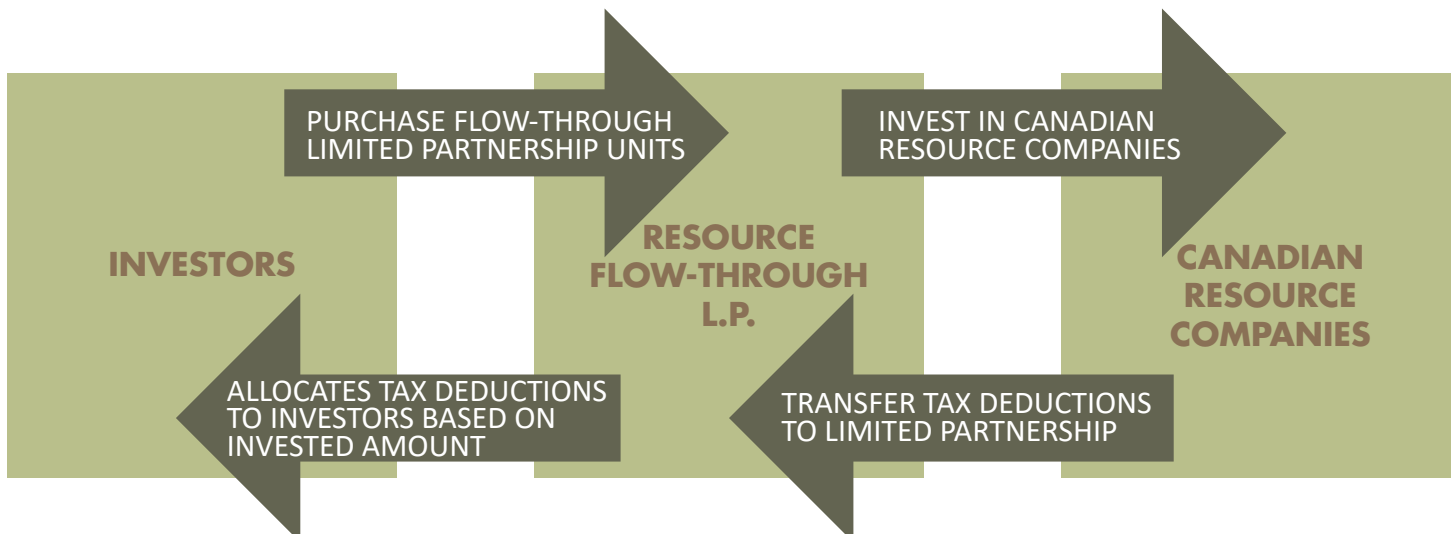 PURCHASE FLOW-THROUGH
LIMITED PARTNERSHIP UNITS
INVEST IN CANADIAN
RESOURCE COMPANIES
INVESTORS
RESOURCE
FLOW-THROUGH
L.P.
CANADIAN
RESOURCE
COMPANIES
ALLOCATES TAX DEDUCTIONS
TO INVESTORS BASED ON
INVESTED AMOUNT
TRANSFER TAX DEDUCTIONS
TO LIMITED PARTNERSHIP